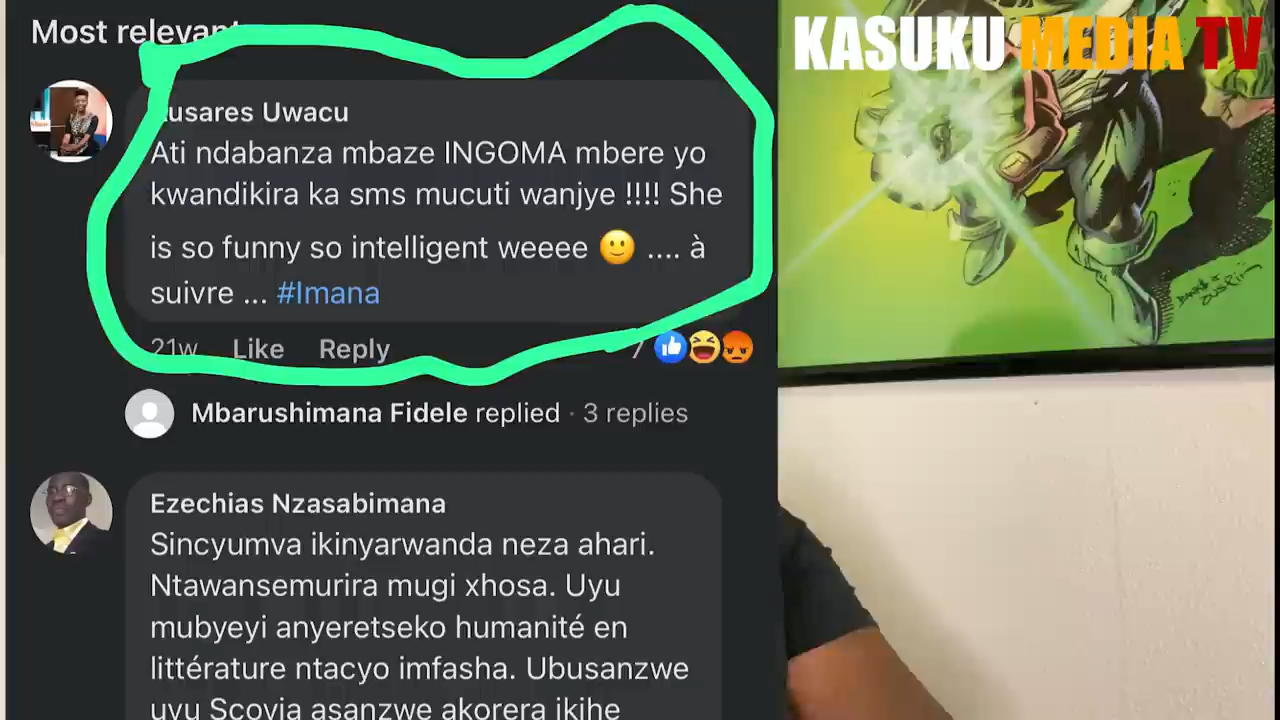 Most relevant
KASUKU MEDIA TV
usares Uwacu
Ati ndabanza mbaze INGOMA mbere yo
kwandikira ka sms mucuti wanjye !!!! She
is so funny so intelligent weeee 🙂 .... à
suivre ... #Imana
21w Like Reply 7
Mbarushimana Fidele replied · 3 replies
Ezechias Nzasabimana
Sincyumva ikinyarwanda neza ahari.
Ntawansemurira mugi xhosa. Uyu
mubyeyi anyeretseko humanité en
littérature ntacyo imfasha. Ubusanzwe
uyu Scovia asanzwe akorera ikihe